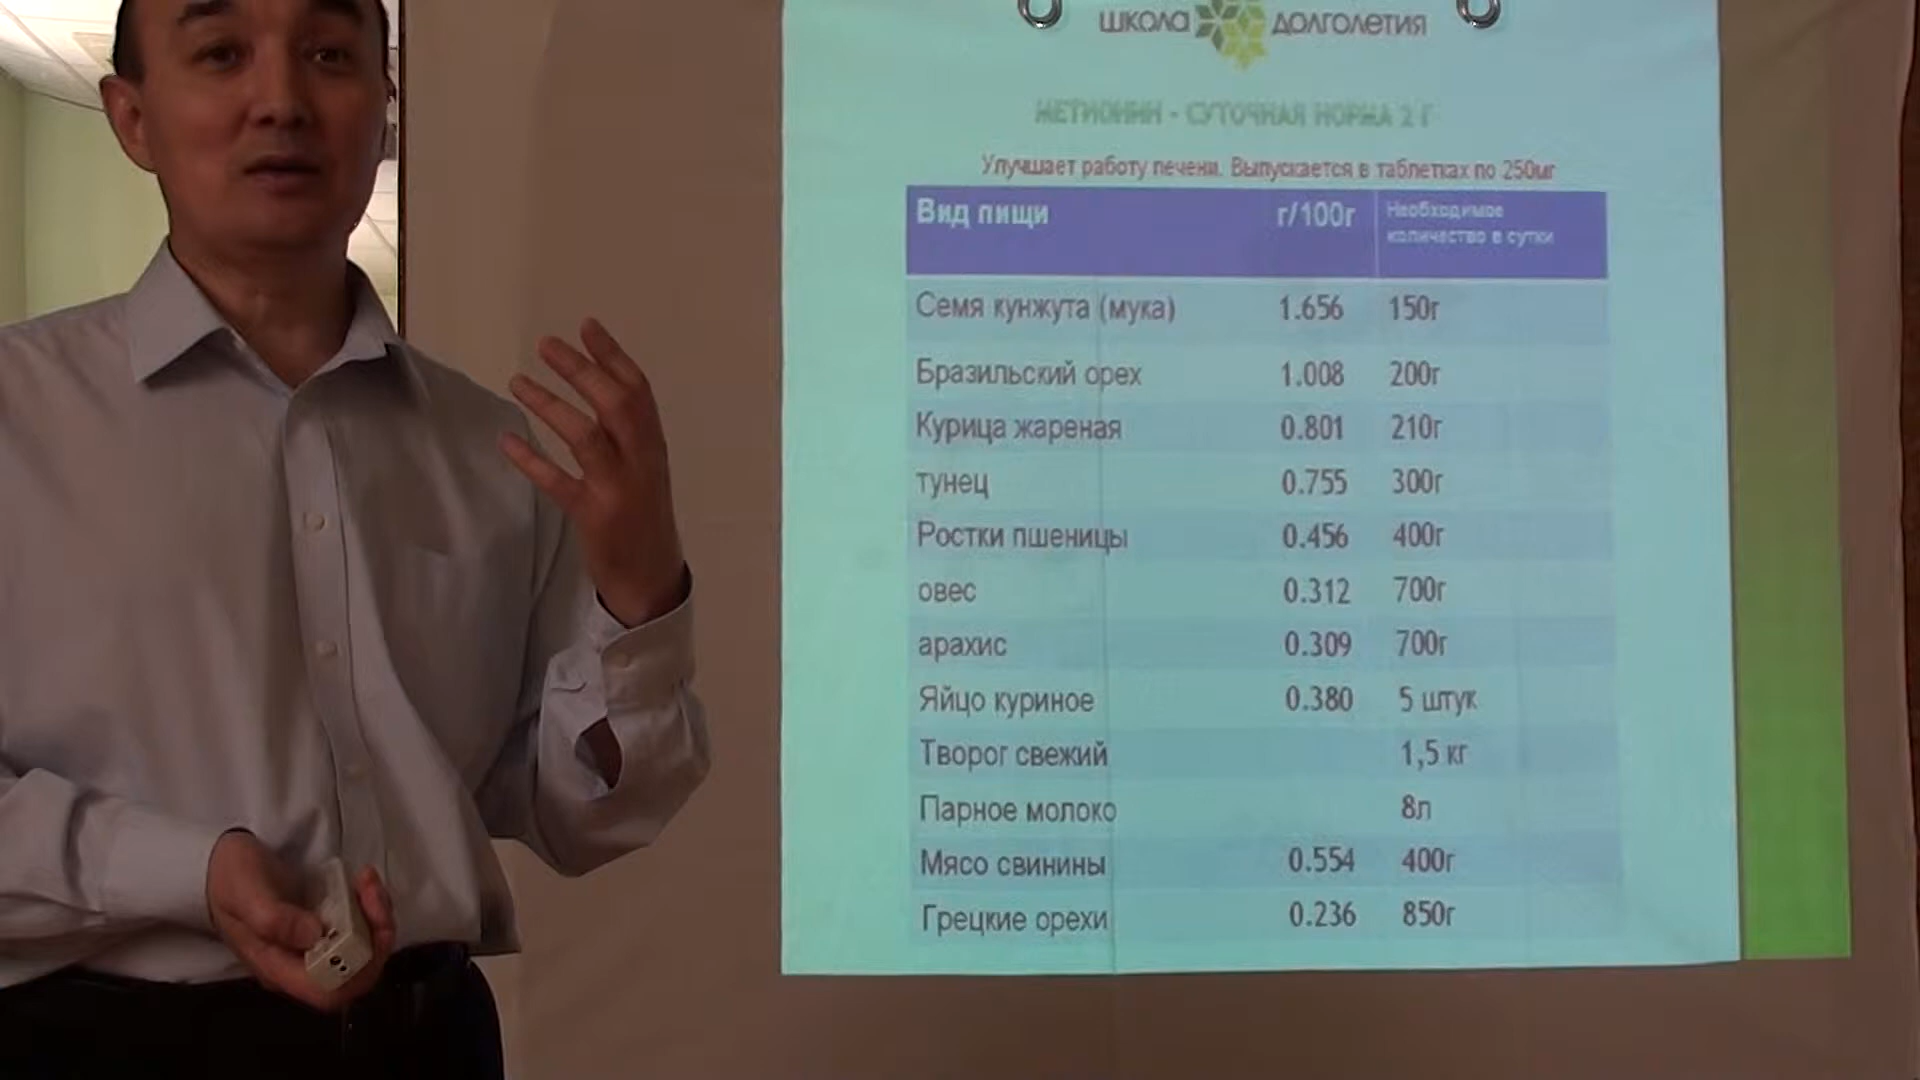 ШКОЛА ДОЛГОЛЕТИЯ
МЕТИОНИН - СУТОЧНАЯ НОРМА 2 Г
Улучшает работу печени. Выпускается в таблетках по 250мг
Вид пищи г/100г Необходимое количество в сутки
Семя кунжута (мука) 1.656 150г
Бразильский орех 1.008 200г
Курица жареная 0.801 210г
тунец 0.755 300г
Ростки пшеницы 0.456 400г
овес 0.312 700г
арахис 0.309 700г
Яйцо куриное 0.380 5 штук
Творог свежий 1,5 кг
Парное молоко 8л
Мясо свинины 0.554 400г
Грецкие орехи 0.236 850г